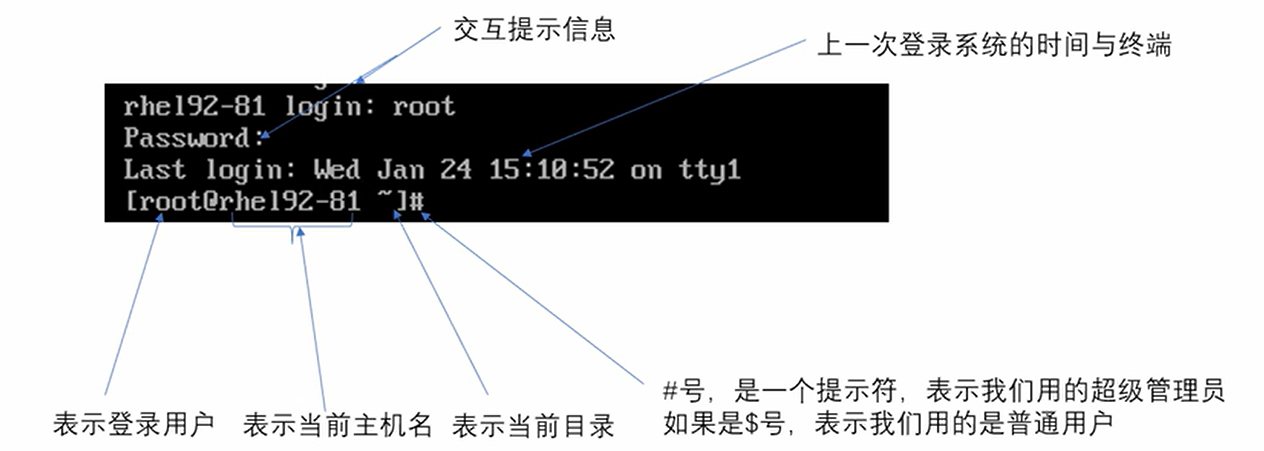 交互提示信息
上一次登录系统的时间与终端
rhel92-81 login: root
Password:
Last login: Wed Jan 24 15:10:52 on tty1
[root@rhel92-81 ~]#
表示登录用户
表示当前主机名
表示当前目录
#号，是一个提示符，表示我们用的超级管理员
如果是$号，表示我们用的是普通用户